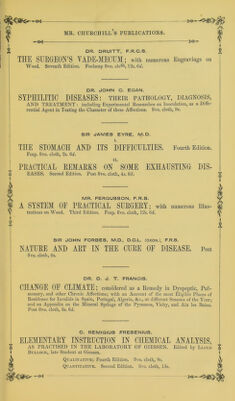 MR. CHURCHILL'S PUBLICATIONS.
DR. DRUITT, F.R.C.S.
THE SURGEON'S VADE-MECUM; with numerous Engravings on
Wood. Seventh Edition. Foolscap 8vo. cloth, 12s. 6d.
DR. JOHN C. EGAN.
SYPHILITIC DISEASES: THEIR PATHOLOGY, DIAGNOSIS,
AND TREATMENT: including Experimental Researches on Inoculation, as a Diffe-
rential Agent in Testing the Character of these Affections. 8vo. cloth, 9s.
SIR JAMES EYRE, M.D.
I.
THE STOMACH AND ITS DIFFICULTIES. Fourth Edition.
Fcap. 8vo. cloth, 2s. 6d.
II.
PRACTICAL REMARKS ON SOME EXHAUSTING DIS-
EASES. Second Edition. Post 8vo. cloth, 4s. 6d.
MR. FERGUSSON, F.R.S.
A SYSTEM OF PRACTICAL SURGERY; with numerous Illus-
trations on Wood. Third Edition. Fcap. 8vo. cloth, 12s. 6d.
SIR JOHN FORBES, M.D., D.C.L. (OXON.), F.R.S.
NATURE AND ART IN THE CURE OF DISEASE. Post
8vo. cloth, 6s.
DR. D. J. T. FRANCIS.
CHANGE OF CLIMATE; considered as a Remedy in Dyspeptic, Pul-
monary, and other Chronic Affections; with an Account of the most Eligible Places of
Residence for Invalids in Spain, Portugal, Algeria, &c., at different Seasons of the Year;
and an Appendix on the Mineral Springs of the Pyrenees, Vichy, and Aix les Bains.
Post 8vo. cloth, 8s. 6d.
C. REMIGIUS FRESENIUS.
ELEMENTARY INSTRUCTION IN CHEMICAL ANALYSIS,
AS PRACTISED IN THE LABORATORY OF GIESSEN. Edited by LLOYD
BULLOCK, late Student at Giessen.
QUALITATIVE; Fourth Edition. 8vo. cloth, 9s.
QUANTITATIVE. Second Edition. 8vo. cloth, 15s.